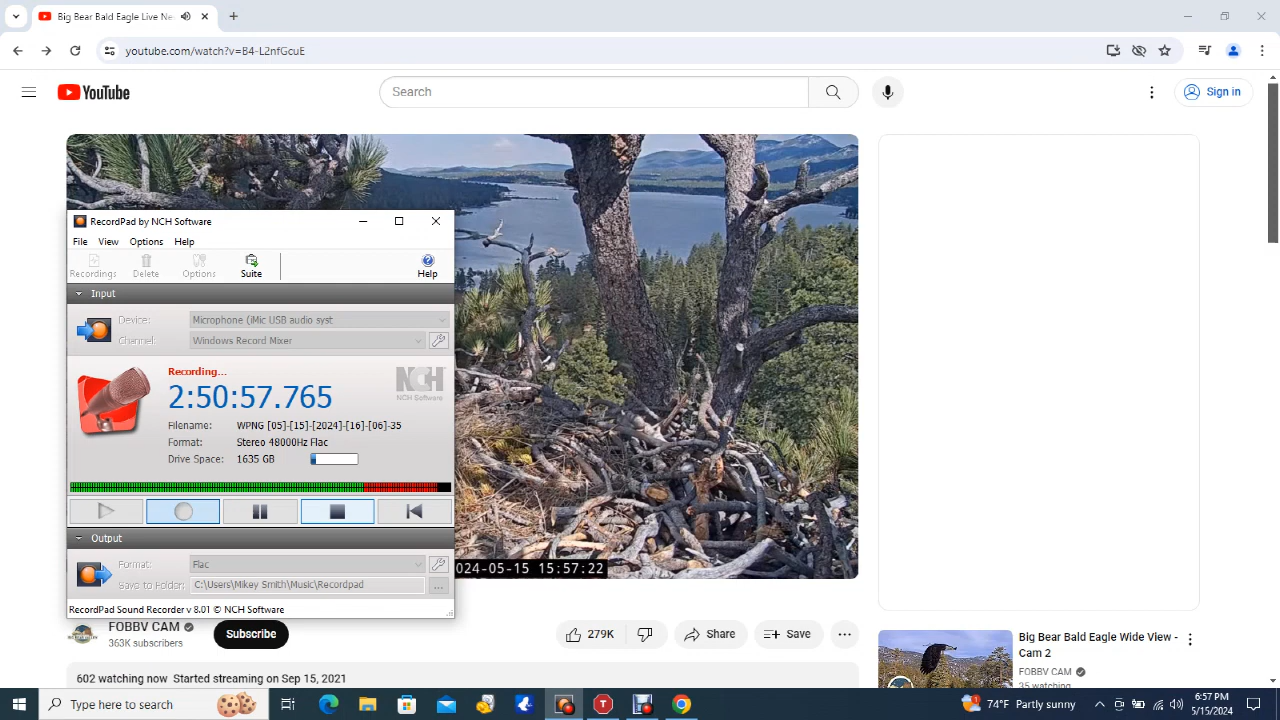 Big Bear Bald Eagle Live Ne
youtube.com/watch?v=B4-L2nfGcuE
YouTube
Search
Sign in
RecordPad by NCH Software
File View Options Help
Recordings Delete Options Suite Help
Input
Device: Microphone (iMic USB audio syst
Channel: Windows Record Mixer
Recording...
2:50:57.765
NCH
NCH Software
Filename: WPNG [05]-[15]-[2024]-[16]-[06]-35
Format: Stereo 48000Hz Flac
Drive Space: 1635 GB
Output
Format: Flac
Save to Folder: C:\Users\Mikey Smith\Music\Recordpad
...
RecordPad Sound Recorder v 8.01 © NCH Software
024-05-15 15:57:22
FOBBV CAM
363K subscribers
Subscribe
279K
Share
Save
602 watching now Started streaming on Sep 15, 2021
Big Bear Bald Eagle Wide View -
Cam 2
FOBBV CAM
35 watching
Type here to search
74°F Partly sunny
6:57 PM
5/15/2024